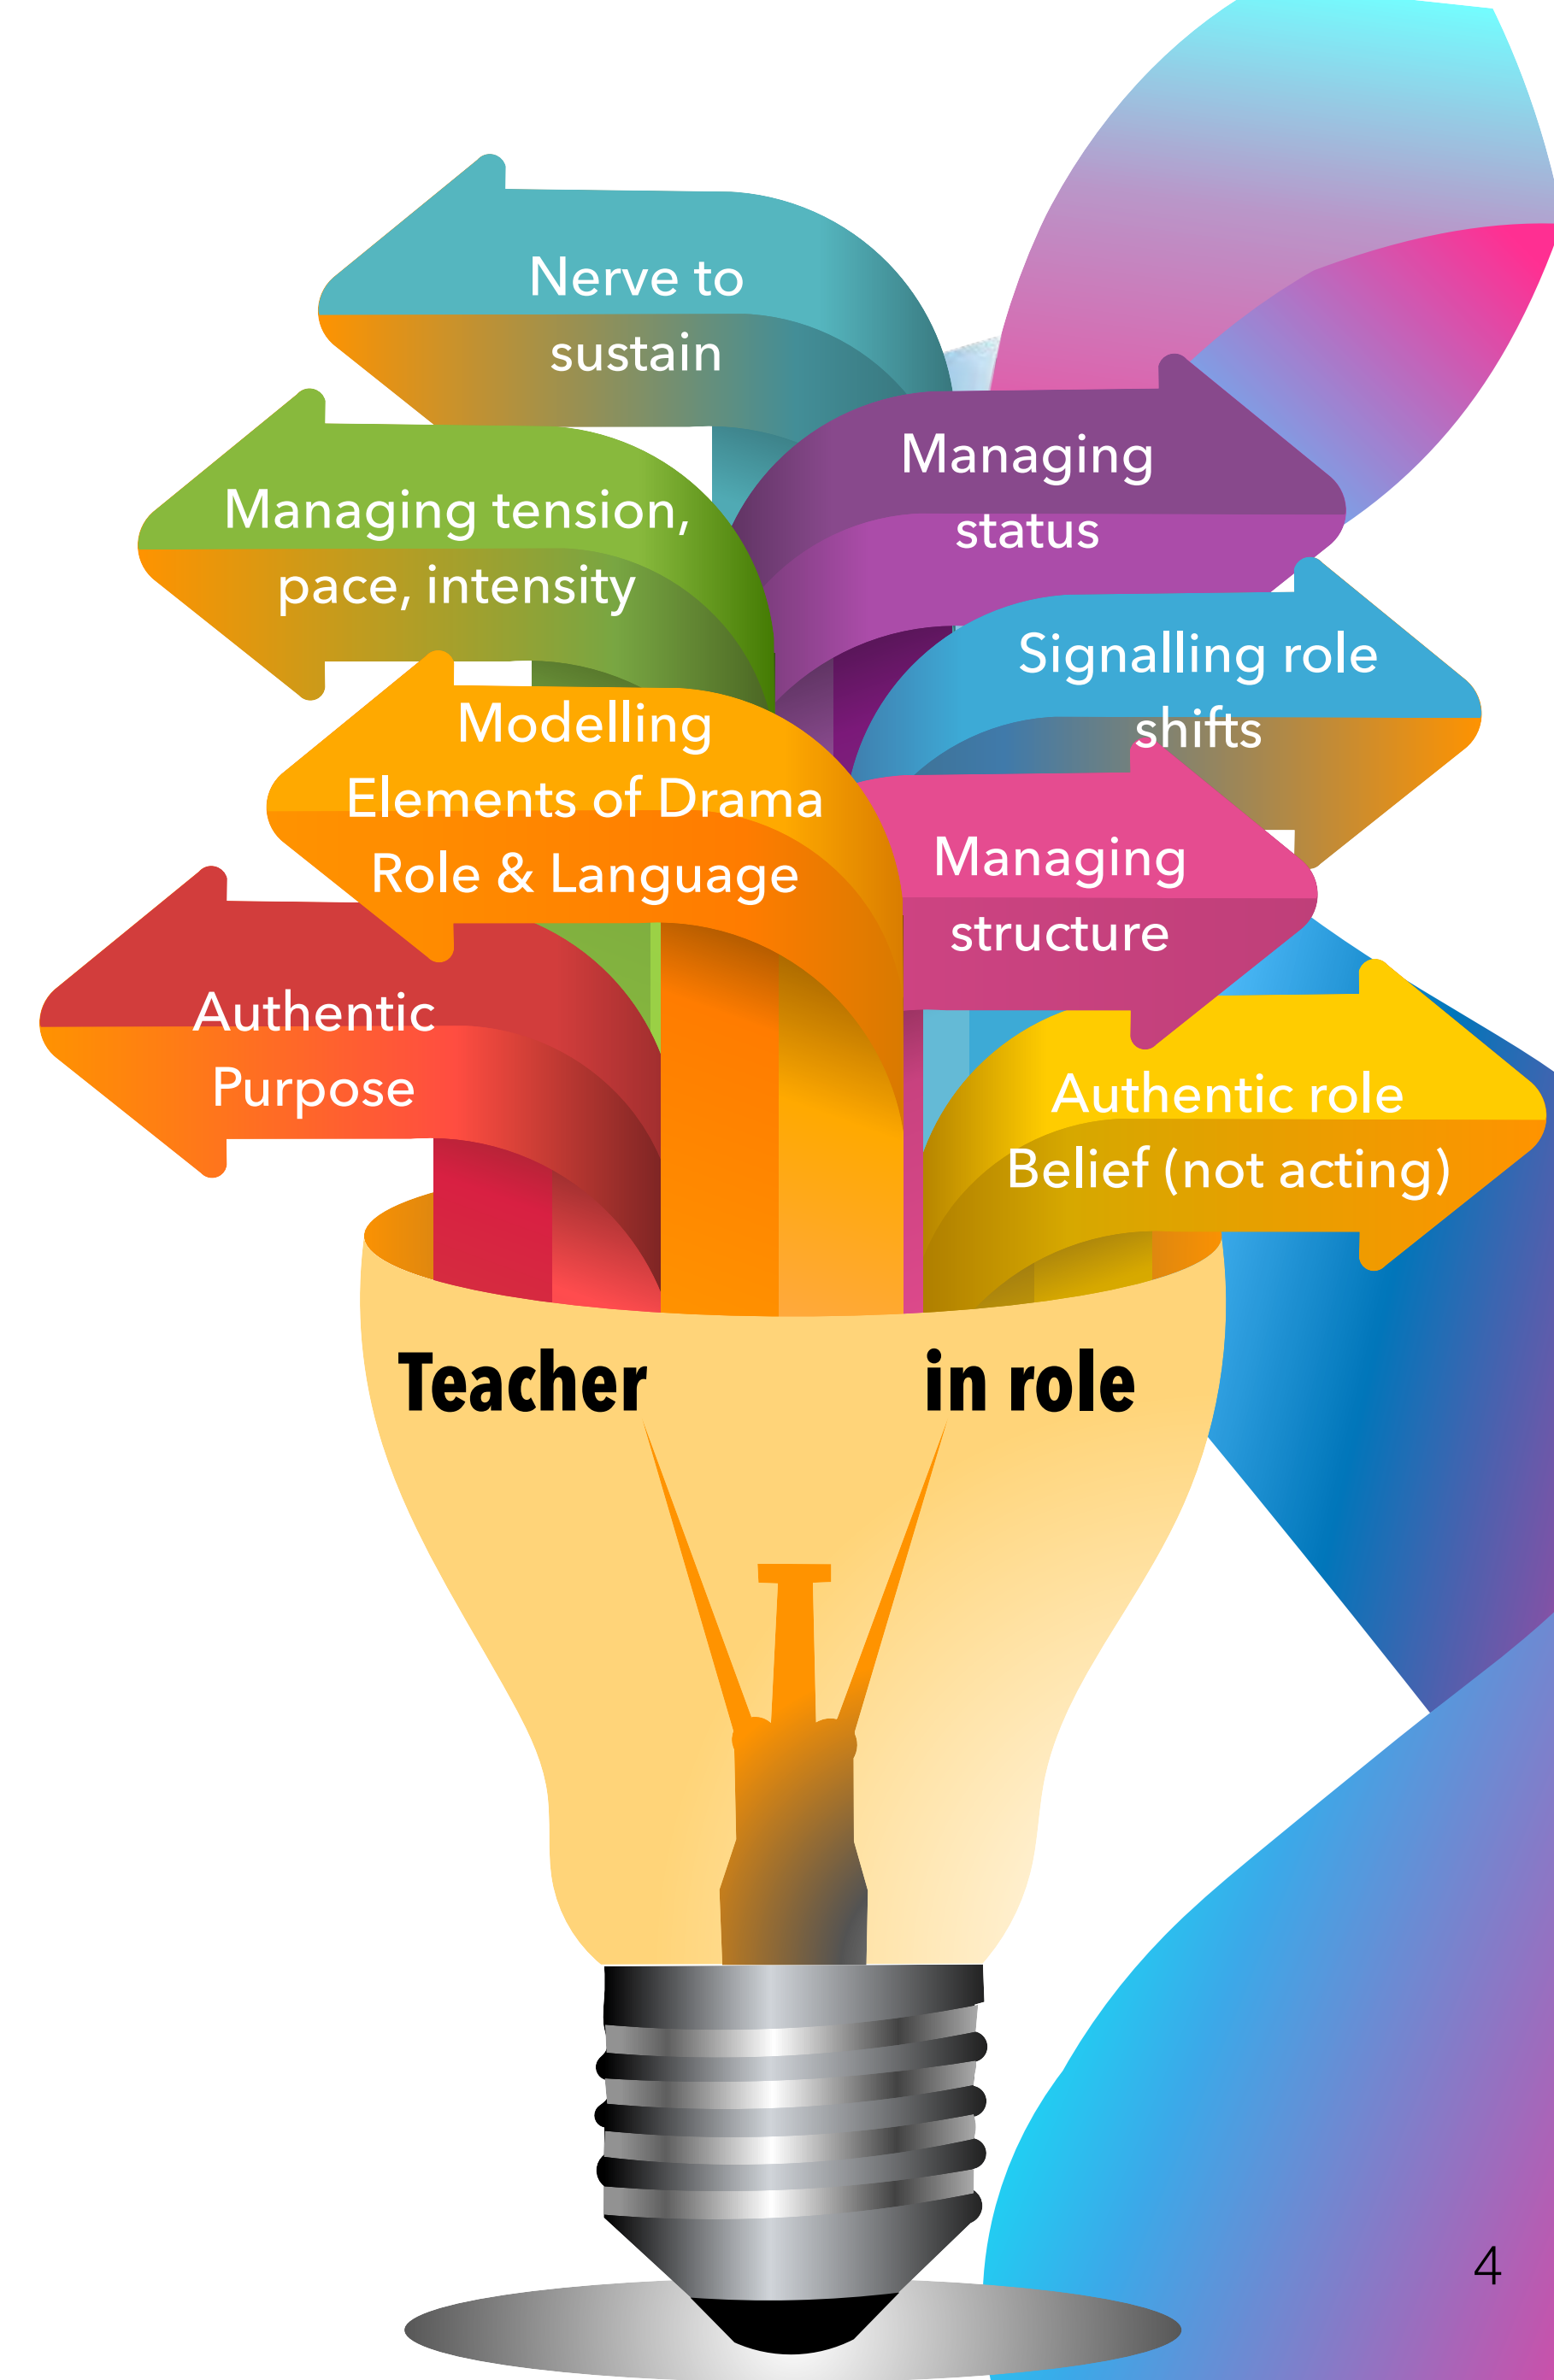 Nerve to
sustain
Managing
status
Managing tension,
pace, intensity
Signalling role
shifts
Modelling
Elements of Drama
Role & Language
Managing
structure
Authentic
Purpose
Authentic role
Belief (not acting)
Teacher in role
4